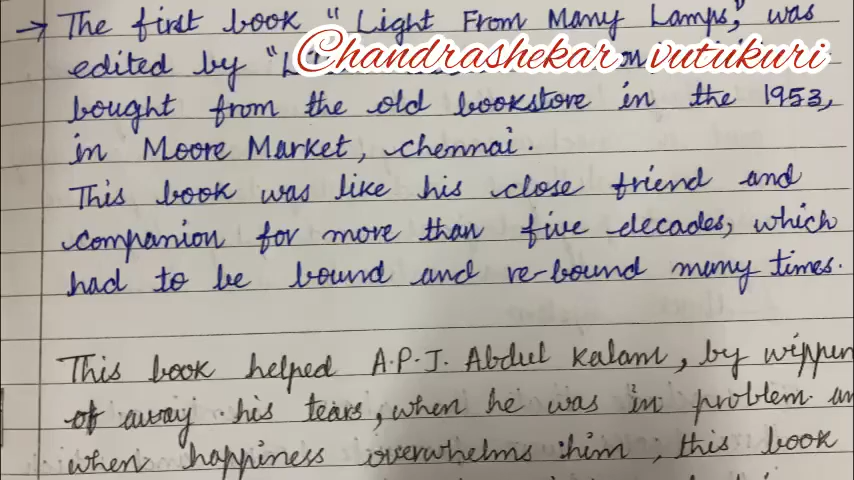 → The first book "Light From Many Lamps," was
Chandrashekar vutukuri
edited by "
bought from the old bookstore in the 1953,
in Moore Market, chennai.
This book was like his close friend and
companion for more than five decades, which
had to be bound and re-bound many times.
This book helped A.P.J. Abdul Kalam, by wippen
away his tears, when he was in problem an
when happiness overwhelms him, this book